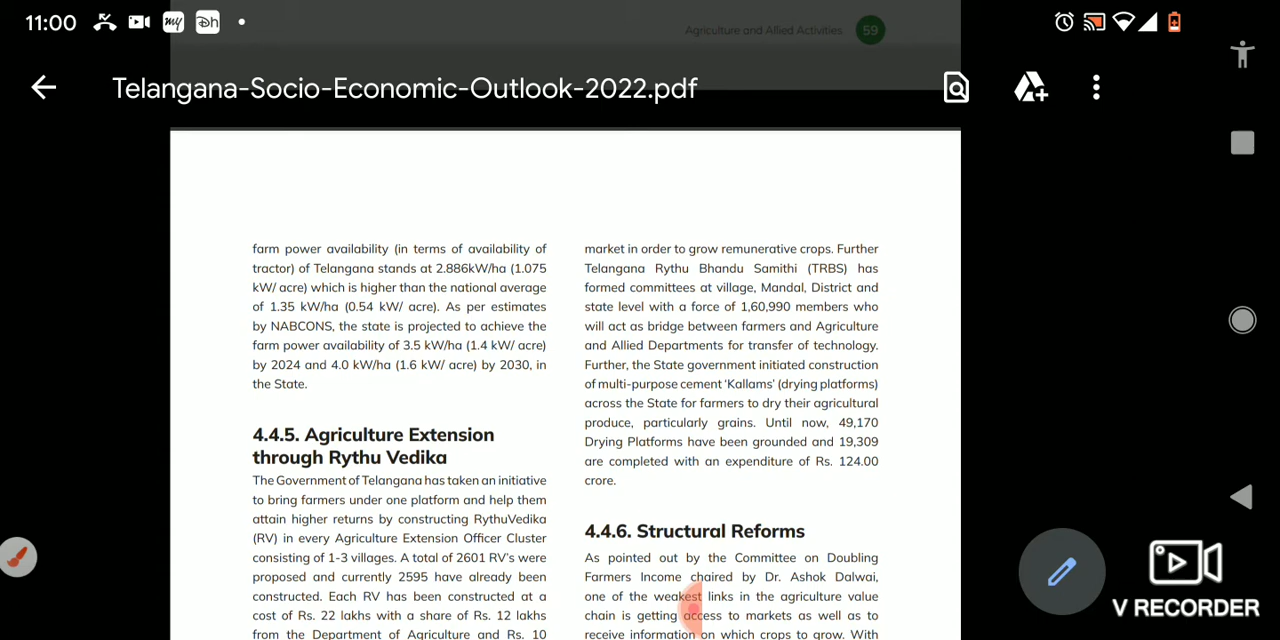 11:00
my
Dh
Agriculture and Allied Activities 59
Telangana-Socio-Economic-Outlook-2022.pdf
farm power availability (in terms of availability of
tractor) of Telangana stands at 2.886kW/ha (1.075
kW/ acre) which is higher than the national average
of 1.35 kW/ha (0.54 kW/ acre). As per estimates
by NABCONS, the state is projected to achieve the
farm power availability of 3.5 kW/ha (1.4 kW/ acre)
by 2024 and 4.0 kW/ha (1.6 kW/ acre) by 2030, in
the State.
4.4.5. Agriculture Extension
through Rythu Vedika
The Government of Telangana has taken an initiative
to bring farmers under one platform and help them
attain higher returns by constructing RythuVedika
(RV) in every Agriculture Extension Officer Cluster
consisting of 1-3 villages. A total of 2601 RV's were
proposed and currently 2595 have already been
constructed. Each RV has been constructed at a
cost of Rs. 22 lakhs with a share of Rs. 12 lakhs
from the Department of Agriculture and Rs. 10
market in order to grow remunerative crops. Further
Telangana Rythu Bhandu Samithi (TRBS) has
formed committees at village, Mandal, District and
state level with a force of 1,60,990 members who
will act as bridge between farmers and Agriculture
and Allied Departments for transfer of technology.
Further, the State government initiated construction
of multi-purpose cement ‘Kallams’ (drying platforms)
across the State for farmers to dry their agricultural
produce, particularly grains. Until now, 49,170
Drying Platforms have been grounded and 19,309
are completed with an expenditure of Rs. 124.00
crore.
4.4.6. Structural Reforms
As pointed out by the Committee on Doubling
Farmers Income chaired by Dr. Ashok Dalwai,
one of the weakest links in the agriculture value
chain is getting access to markets as well as to
receive information on which crops to grow. With
V RECORDER